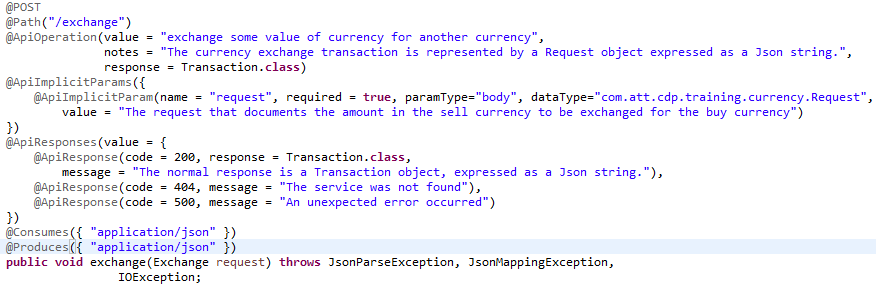 @POST
@Path("/exchange")
@ApiOperation(value = "exchange some value of currency for another currency",
notes = "The currency exchange transaction is represented by a Request object expressed as a Json string.",
response = Transaction.class)
@ApiImplicitParams({
@ApiImplicitParam(name = "request", required = true, paramType="body", dataType="com.att.cdp.training.currency.Request",
value = "The request that documents the amount in the sell currency to be exchanged for the buy currency")
})
@ApiResponses(value = {
@ApiResponse(code = 200, response = Transaction.class,
message = "The normal response is a Transaction object, expressed as a Json string."),
@ApiResponse(code = 404, message = "The service was not found"),
@ApiResponse(code = 500, message = "An unexpected error occurred")
})
@Consumes({ "application/json" })
@Produces({ "application/json" })
public void exchange(Exchange request) throws JsonParseException, JsonMappingException,
IOException;